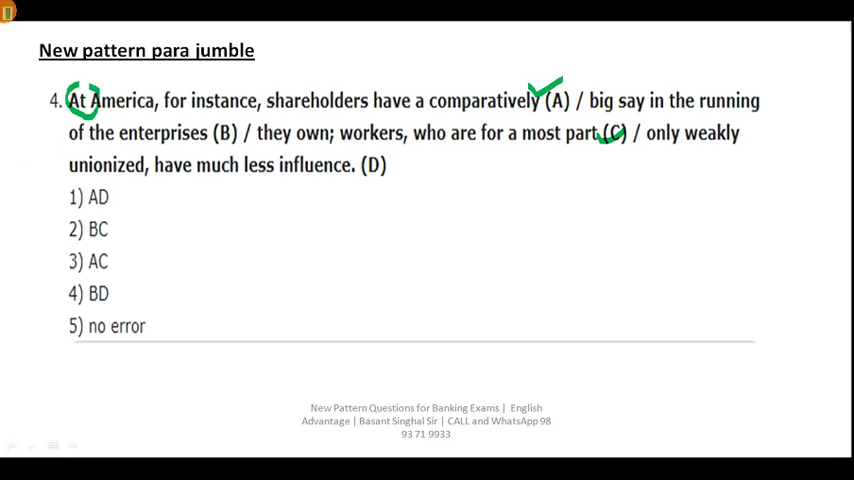 New pattern para jumble
4. At America, for instance, shareholders have a comparatively (A) / big say in the running
of the enterprises (B) / they own; workers, who are for a most part (C) / only weakly
unionized, have much less influence. (D)
1) AD
2) BC
3) AC
4) BD
5) no error
New Pattern Questions for Banking Exams | English
Advantage | Basant Singhal Sir | CALL and WhatsApp 98
93 71 9933